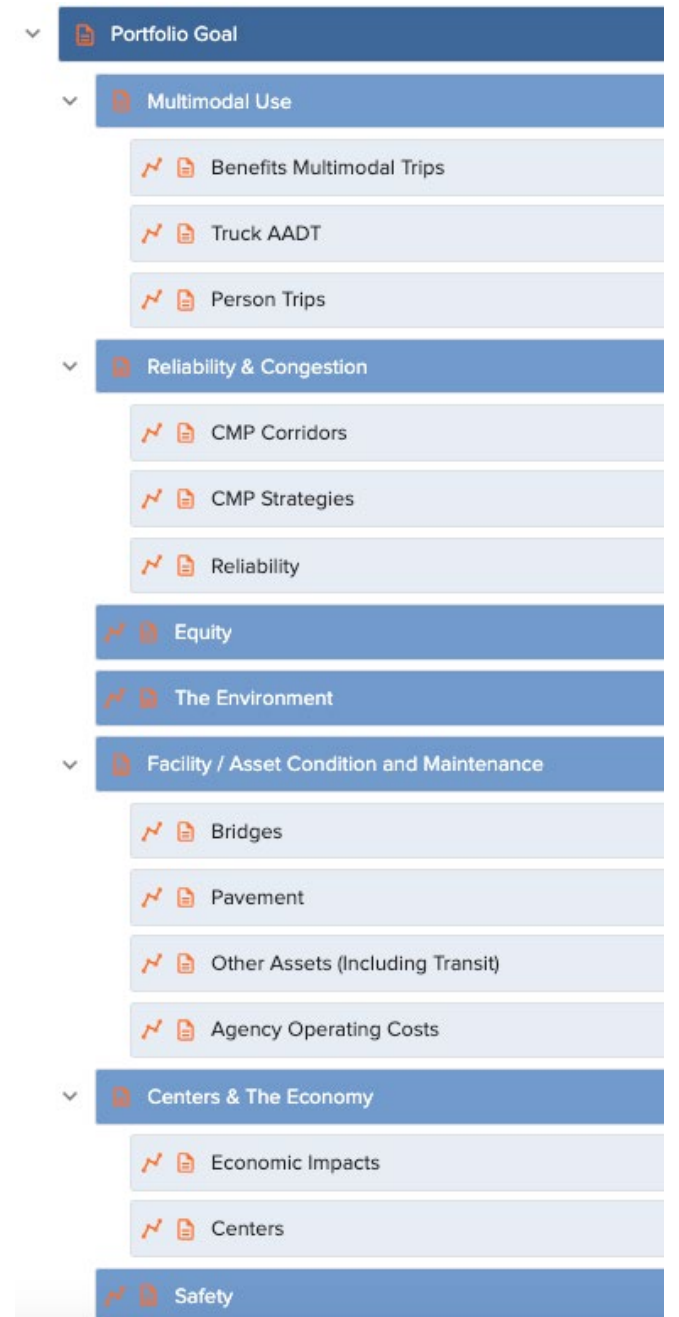 Portfolio Goal
Multimodal Use
Benefits Multimodal Trips
Truck AADT
Person Trips
Reliability & Congestion
CMP Corridors
CMP Strategies
Reliability
Equity
The Environment
Facility / Asset Condition and Maintenance
Bridges
Pavement
Other Assets (Including Transit)
Agency Operating Costs
Centers & The Economy
Economic Impacts
Centers
Safety